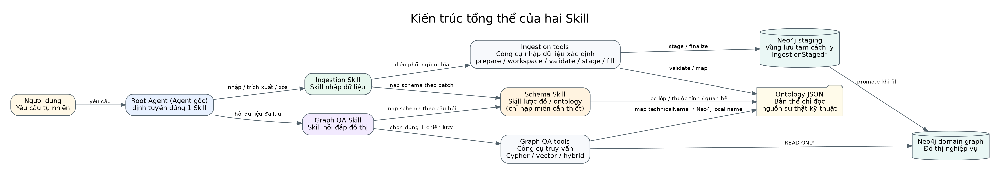 Kiến trúc tổng thể của hai Skill
Người dùng
Yêu cầu tự nhiên
yêu cầu
Root Agent (Agent gốc)
định tuyến đúng 1 Skill
nhập / trích xuất / xóa
hỏi dữ liệu đã lưu
Ingestion Skill
Skill nhập dữ liệu
Graph QA Skill
Skill hỏi đáp đồ thị
điều phối ngữ nghĩa
nạp schema theo batch
nạp schema theo câu hỏi
chọn đúng 1 chiến lược
Ingestion tools
Công cụ nhập dữ liệu xác định
prepare / workspace / validate / stage / fill
Schema Skill
Skill lược đồ / ontology
(chỉ nạp miền cần thiết)
Graph QA tools
Công cụ truy vấn
Cypher / vector / hybrid
stage / finalize
validate / map
lọc lớp / thuộc tính / quan hệ
map technicalName → Neo4j local name
READ ONLY
Neo4j staging
Vùng lưu tạm cách ly
IngestionStaged*
Ontology JSON
Bản thể chỉ đọc
nguồn sự thật kỹ thuật
promote khi fill
Neo4j domain graph
Đồ thị nghiệp vụ